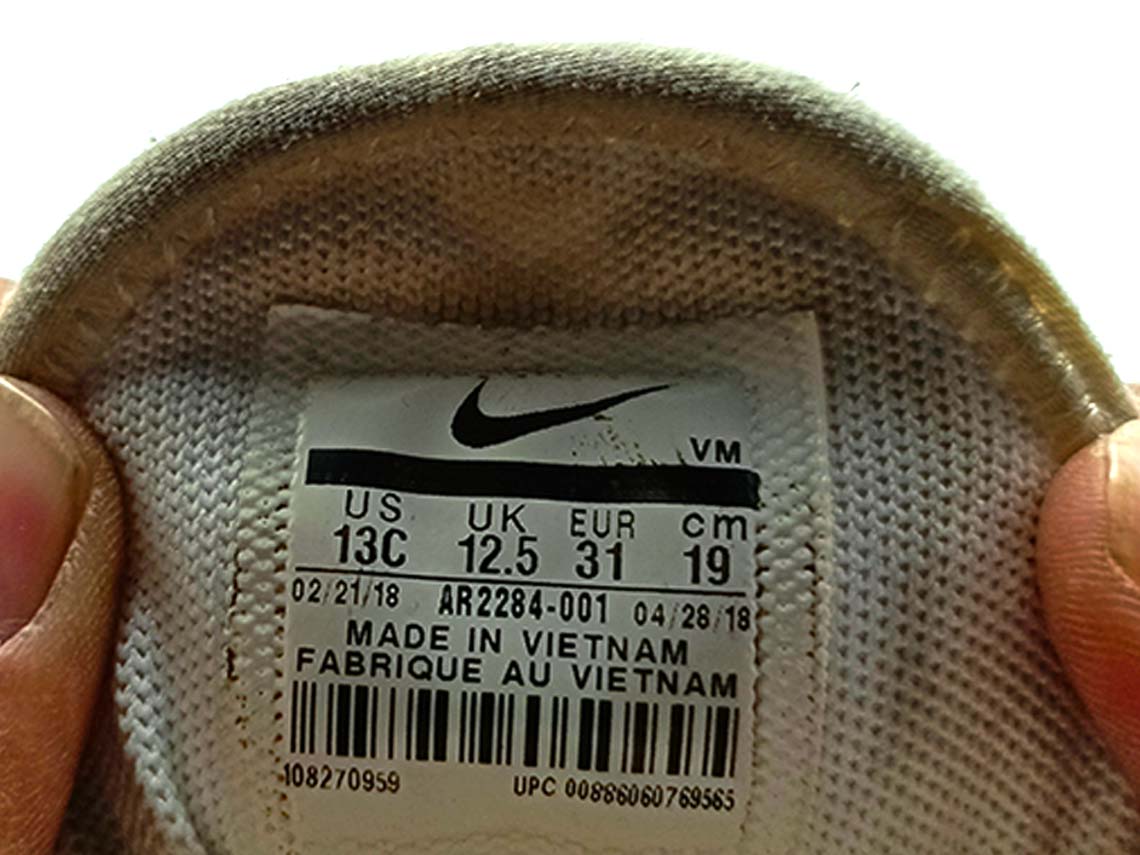 VM
US UK EUR cm
13C 12.5 31 19
02/21/18 AR2284-001 04/28/18
MADE IN VIETNAM
FABRIQUE AU VIETNAM
108270959 UPC 00886060769565